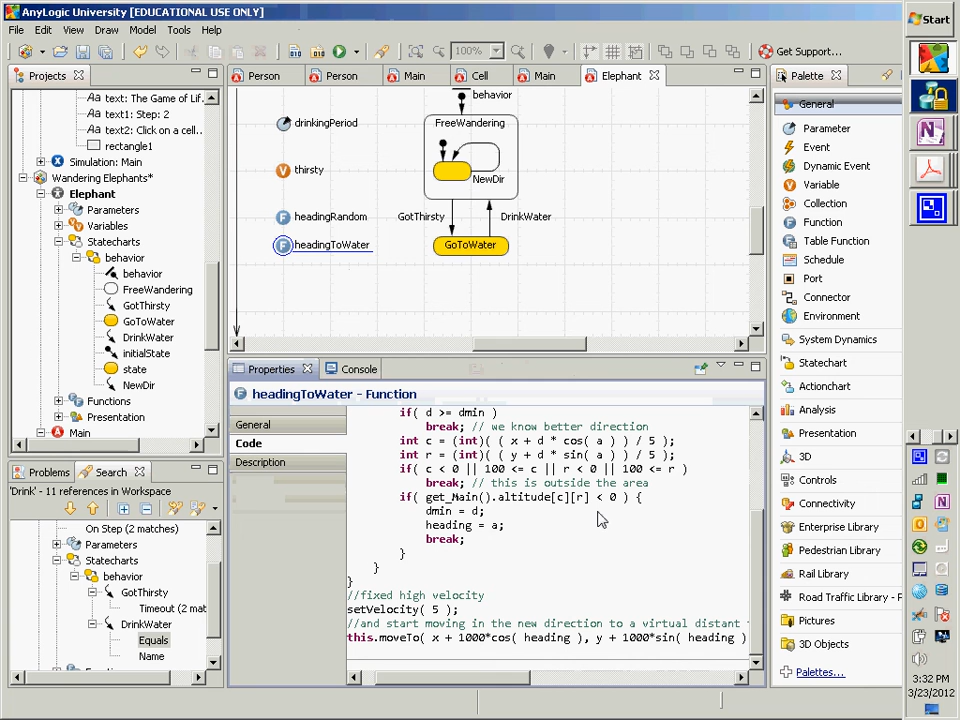 AnyLogic University [EDUCATIONAL USE ONLY]
File Edit View Draw Model Tools Help
100%
Get Support...
Start
Projects
Person
Person
Main
Cell
Main
Elephant
Palette
text: The Game of Lif.
text1: Step: 2
text2: Click on a cell..
rectangle1
Simulation: Main
Wandering Elephants*
Elephant
Parameters
Variables
Statecharts
behavior
behavior
FreeWandering
GotThirsty
GoToWater
DrinkWater
initialState
state
NewDir
Functions
Presentation
Main
behavior
drinkingPeriod
FreeWandering
thirsty
NewDir
headingRandom
GotThirsty
DrinkWater
headingToWater
GoToWater
General
Parameter
Event
Dynamic Event
Variable
Collection
Function
Table Function
Schedule
Port
Connector
Environment
System Dynamics
Statechart
Actionchart
Analysis
Presentation
3D
Controls
Connectivity
Enterprise Library
Pedestrian Library
Rail Library
Road Traffic Library - P
Pictures
3D Objects
Palettes...
Properties
Console
headingToWater - Function
General
Code
Description
if( d >= dmin )
break; // we know better direction
int c = (int)( ( x + d * cos( a ) ) / 5 );
int r = (int)( ( y + d * sin( a ) ) / 5 );
if( c < 0 || 100 <= c || r < 0 || 100 <= r )
break; // this is outside the area
if( get_Main().altitude[c][r] < 0 ) {
dmin = d;
heading = a;
break;
}
}
}
//fixed high velocity
setVelocity( 5 );
//and start moving in the new direction to a virtual distant
this.moveTo( x + 1000*cos( heading ), y + 1000*sin( heading )
Problems
Search
'Drink' - 11 references in Workspace
On Step (2 matches)
Parameters
Statecharts
behavior
GotThirsty
Timeout (2 mat
DrinkWater
Equals
Name
3:32 PM
3/23/2012